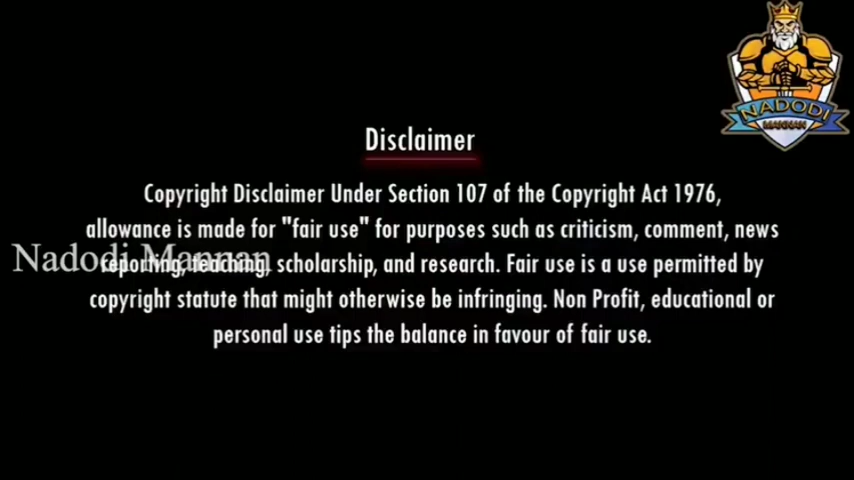 NADODI
MANNAN
Disclaimer
Copyright Disclaimer Under Section 107 of the Copyright Act 1976,
allowance is made for "fair use" for purposes such as criticism, comment, news
Nadodi Mannan
reporting, teaching, scholarship, and research. Fair use is a use permitted by
copyright statute that might otherwise be infringing. Non Profit, educational or
personal use tips the balance in favour of fair use.